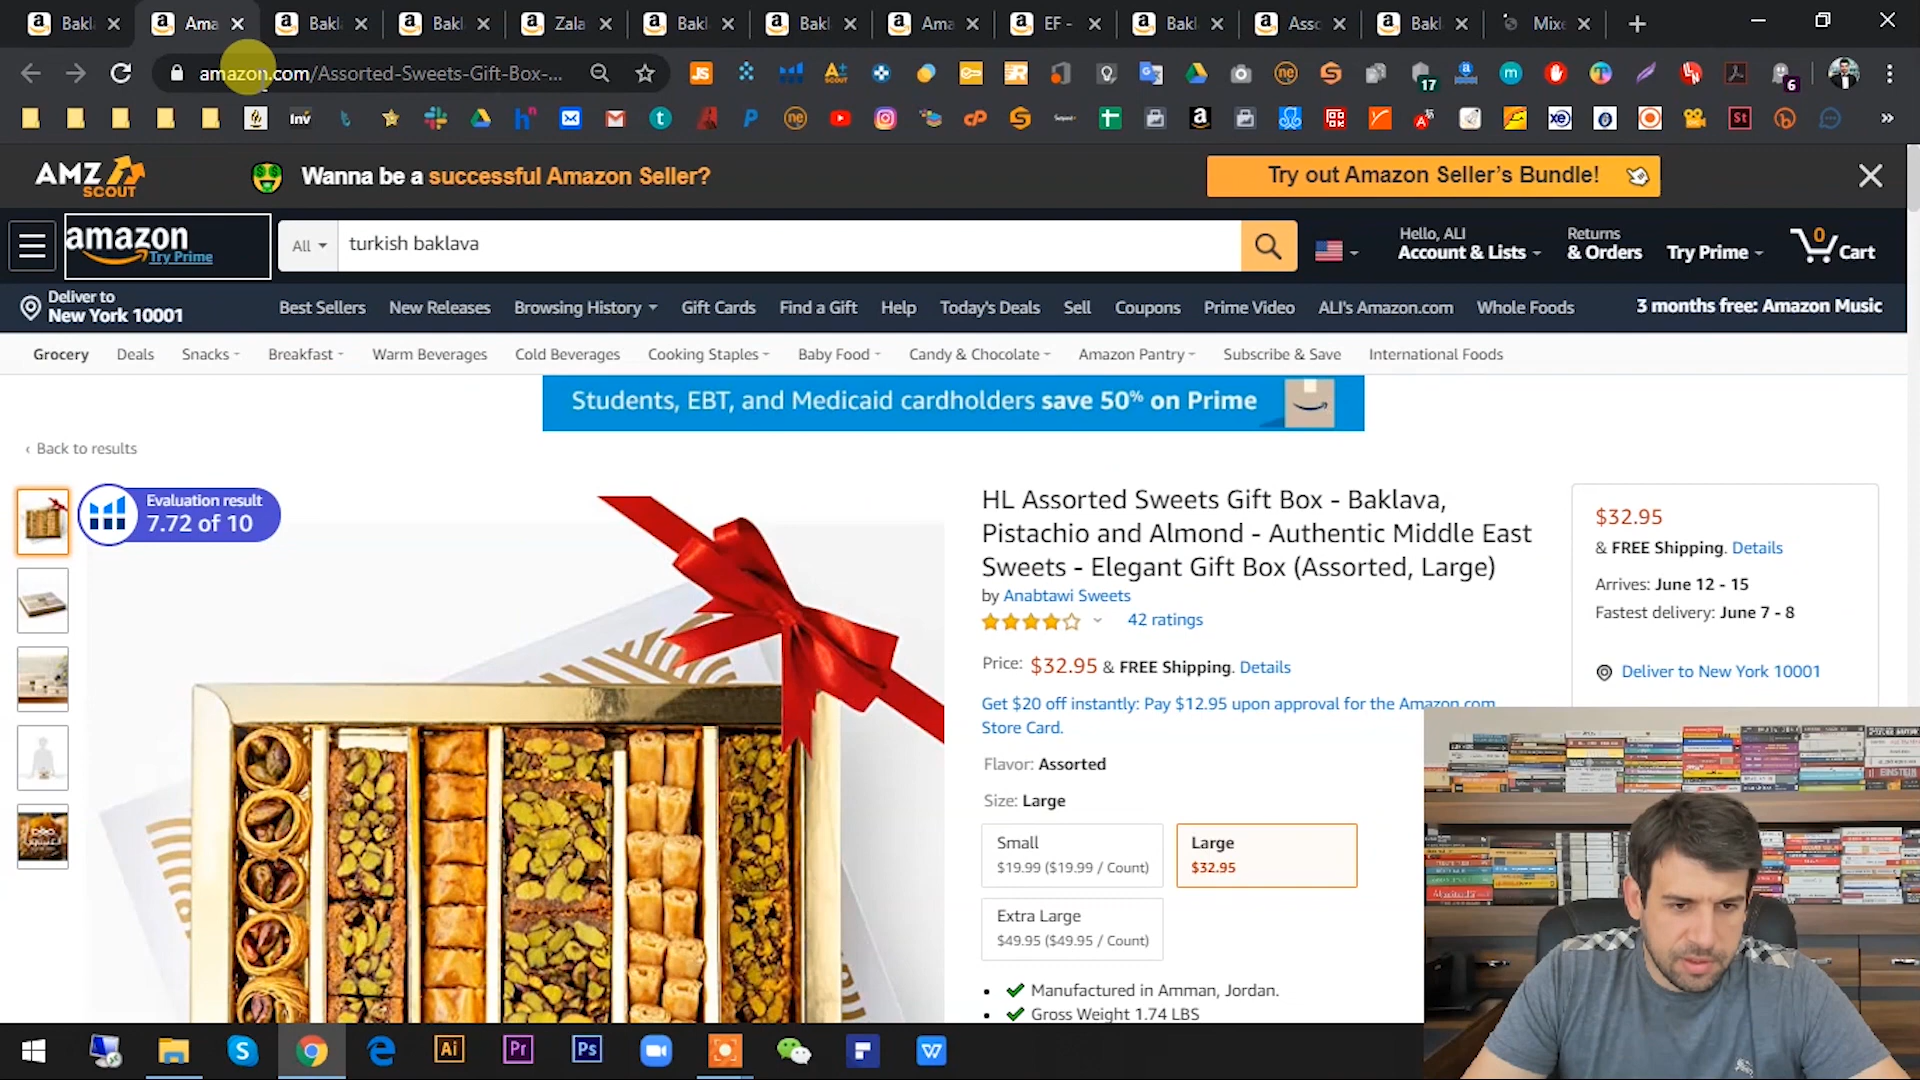 Bakl
Ama
Bakl
Bakl
Zala
Bakl
Bakl
Ama
EF -
Bakl
Asso
Bakl
Mixe
amazon.com/Assorted-Sweets-Gift-Box-...
AMZ
SCOUT
Wanna be a successful Amazon Seller?
Try out Amazon Seller's Bundle!
amazon
Try Prime
All
turkish baklava
Hello, ALI
Account & Lists
Returns
& Orders
Try Prime
0
Cart
Deliver to
New York 10001
Best Sellers
New Releases
Browsing History
Gift Cards
Find a Gift
Help
Today's Deals
Sell
Coupons
Prime Video
ALI's Amazon.com
Whole Foods
3 months free: Amazon Music
Grocery
Deals
Snacks
Breakfast
Warm Beverages
Cold Beverages
Cooking Staples
Baby Food
Candy & Chocolate
Amazon Pantry
Subscribe & Save
International Foods
Students, EBT, and Medicaid cardholders save 50% on Prime
‹ Back to results
Evaluation result
7.72 of 10
HL Assorted Sweets Gift Box - Baklava,
Pistachio and Almond - Authentic Middle East
Sweets - Elegant Gift Box (Assorted, Large)
by Anabtawi Sweets
42 ratings
Price: $32.95 & FREE Shipping. Details
Get $20 off instantly: Pay $12.95 upon approval for the Amazon.com
Store Card.
Flavor: Assorted
Size: Large
Small
$19.99 ($19.99 / Count)
Large
$32.95
Extra Large
$49.95 ($49.95 / Count)
Manufactured in Amman, Jordan.
Gross Weight 1.74 LBS
$32.95
& FREE Shipping. Details
Arrives: June 12 - 15
Fastest delivery: June 7 - 8
Deliver to New York 10001